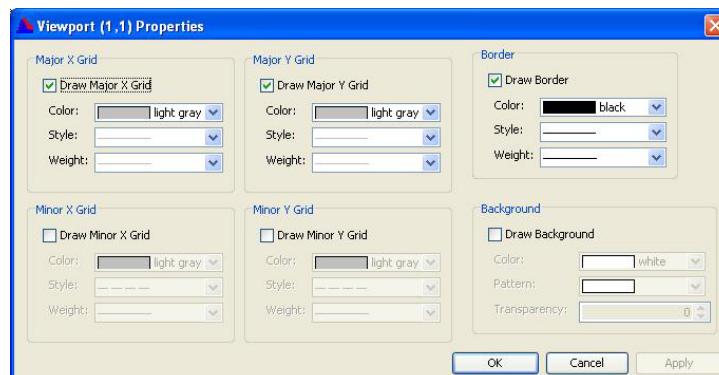 Viewport (1,1) Properties
Major X Grid
Draw Major X Grid
Color: light gray
Style:
Weight:
Major Y Grid
Draw Major Y Grid
Color: light gray
Style:
Weight:
Border
Draw Border
Color: black
Style:
Weight:
Minor X Grid
Draw Minor X Grid
Color: light gray
Style:
Weight:
Minor Y Grid
Draw Minor Y Grid
Color: light gray
Style:
Weight:
Background
Draw Background
Color: white
Pattern:
Transparency: 0
OK Cancel Apply